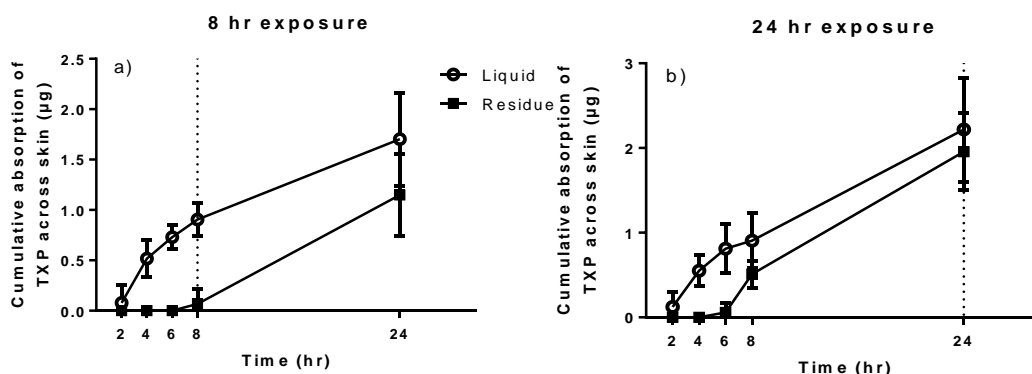 8 hr exposure
a)
Cumulative absorption of
TXP across skin (µg)
2.5
2.0
1.5
1.0
0.5
0.0
2 4 6 8 24
Time (hr)
Liquid
Residue
24 hr exposure
b)
Cumulative absorption of
TXP across skin (µg)
3
2
1
0
2 4 6 8 24
Time (hr)